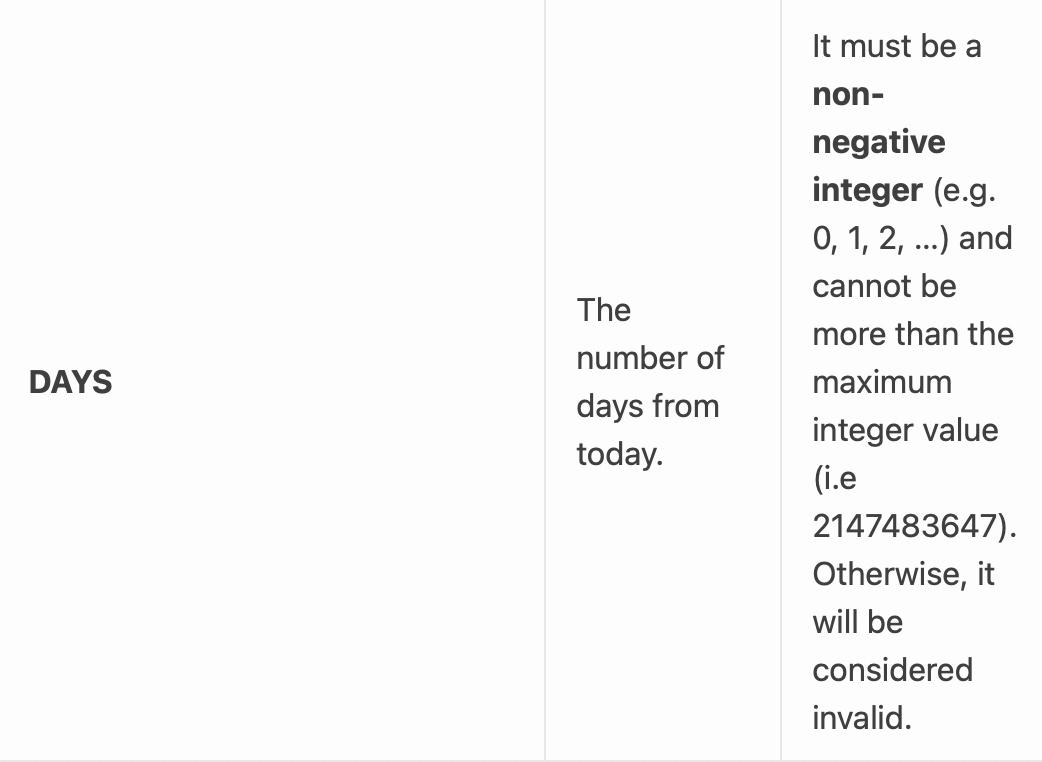 DAYS
The
number of
days from
today.
It must be a
non-
negative
integer (e.g.
0, 1, 2, ...) and
cannot be
more than the
maximum
integer value
(i.e
2147483647).
Otherwise, it
will be
considered
invalid.